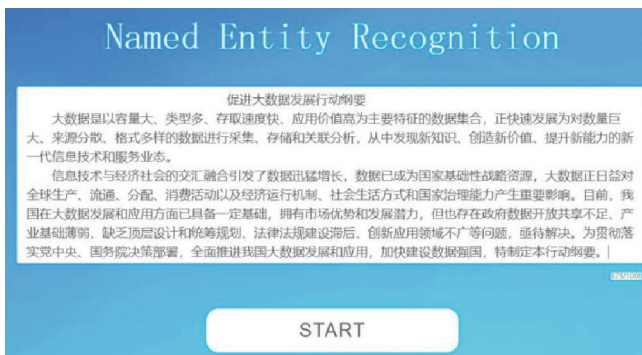 Named Entity Recognition
促进大数据发展行动纲要
大数据是以容量大、类型多、存取速度快、应用价值高为主要特征的数据集合，正快速发展为对数量巨
大、来源分散、格式多样的数据进行采集、存储和关联分析，从中发现新知识、创造新价值、提升新能力的新
一代信息技术和服务业态。
信息技术与经济社会的交汇融合引发了数据迅猛增长，数据已成为国家基础性战略资源，大数据正日益对
全球生产、流通、分配、消费活动以及经济运行机制、社会生活方式和国家治理能力产生重要影响。目前，我
国在大数据发展和应用方面已具备一定基础，拥有市场优势和发展潜力，但也存在政府数据开放共享不足、产
业基础薄弱、缺乏顶层设计和统筹规划、法律法规建设滞后、创新应用领域不广等问题，亟待解决。为贯彻落
实党中央、国务院决策部署，全面推进我国大数据发展和应用，加快建设数据强国，特制定本行动纲要。
START